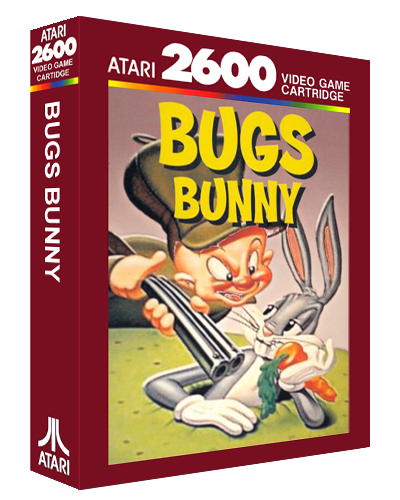 ATARI
2600
VIDEO GAME
CARTRIDGE
BUGS BUNNY
ATARI
ATARI 2600 VIDEO GAME
CARTRIDGE
BUGS
BUNNY